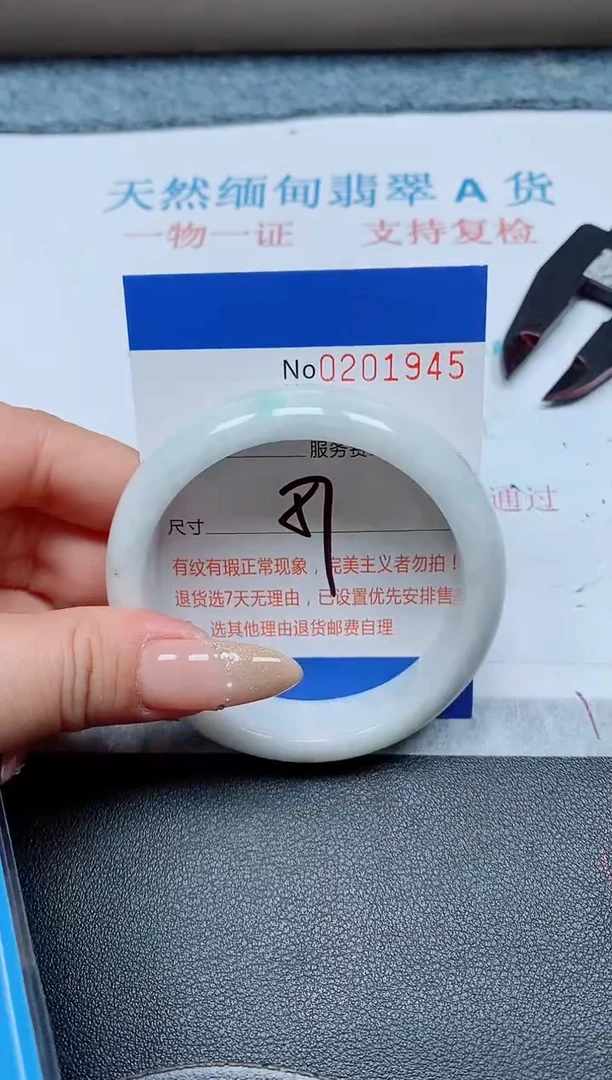 天然缅甸翡翠 A 货
一物一证 支持复检
No0201945
服务费
通过
尺寸
有纹有瑕正常现象，完美主义者勿拍！
退货选7天无理由，已设置优先安排售
选其他理由退货邮费自理